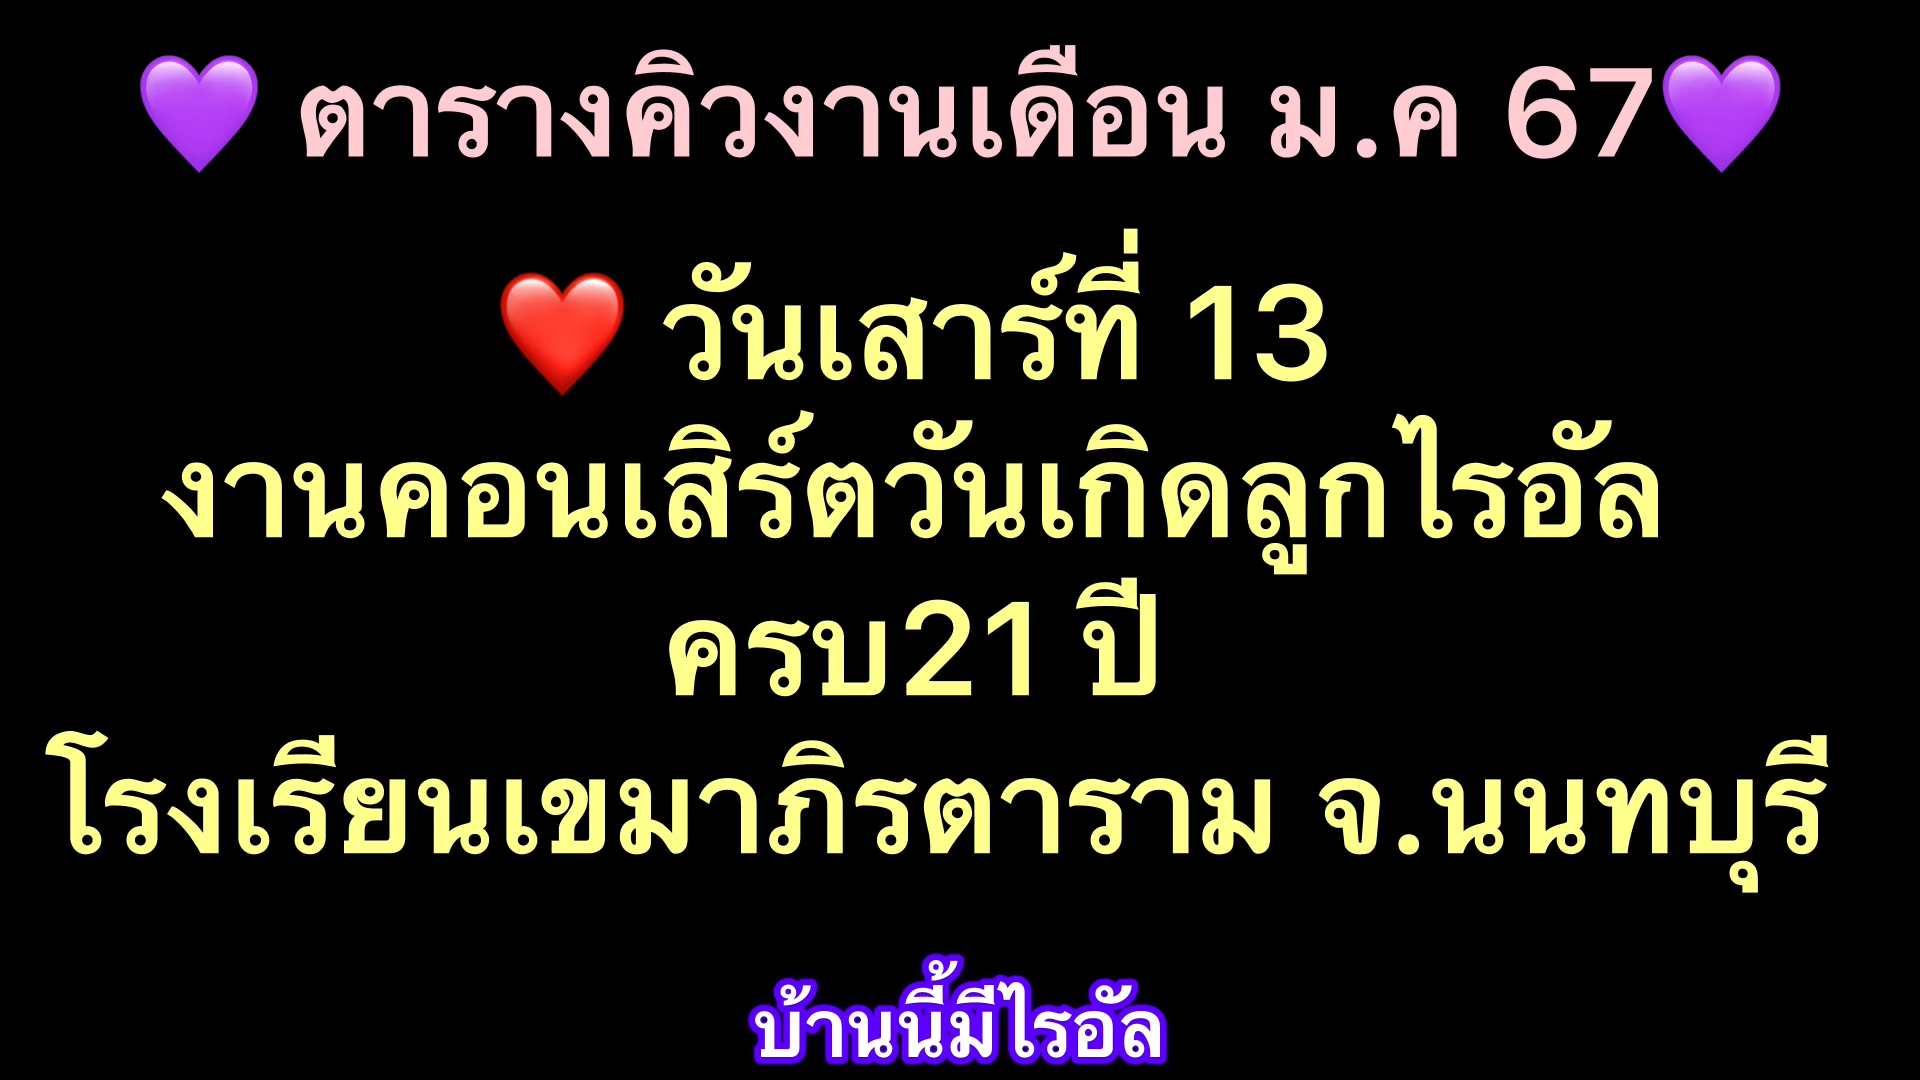 💜 ตารางคิวงานเดือน ม.ค 67💜
❤️ วันเสาร์ที่ 13
งานคอนเสิร์ตวันเกิดลูกไรอัล
ครบ21 ปี
โรงเรียนเขมาภิรตาราม จ.นนทบุรี
บ้านนี้มีไรอัล